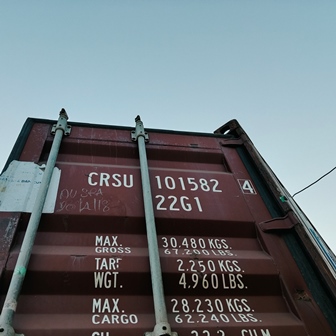 CRSU 101582 4
22G1
MAX. GROSS 30.480 KGS.
67.200 LBS.
TARE WGT. 2.250 KGS.
4.960 LBS.
MAX. CARGO 28.230 KGS.
62.240 LBS.